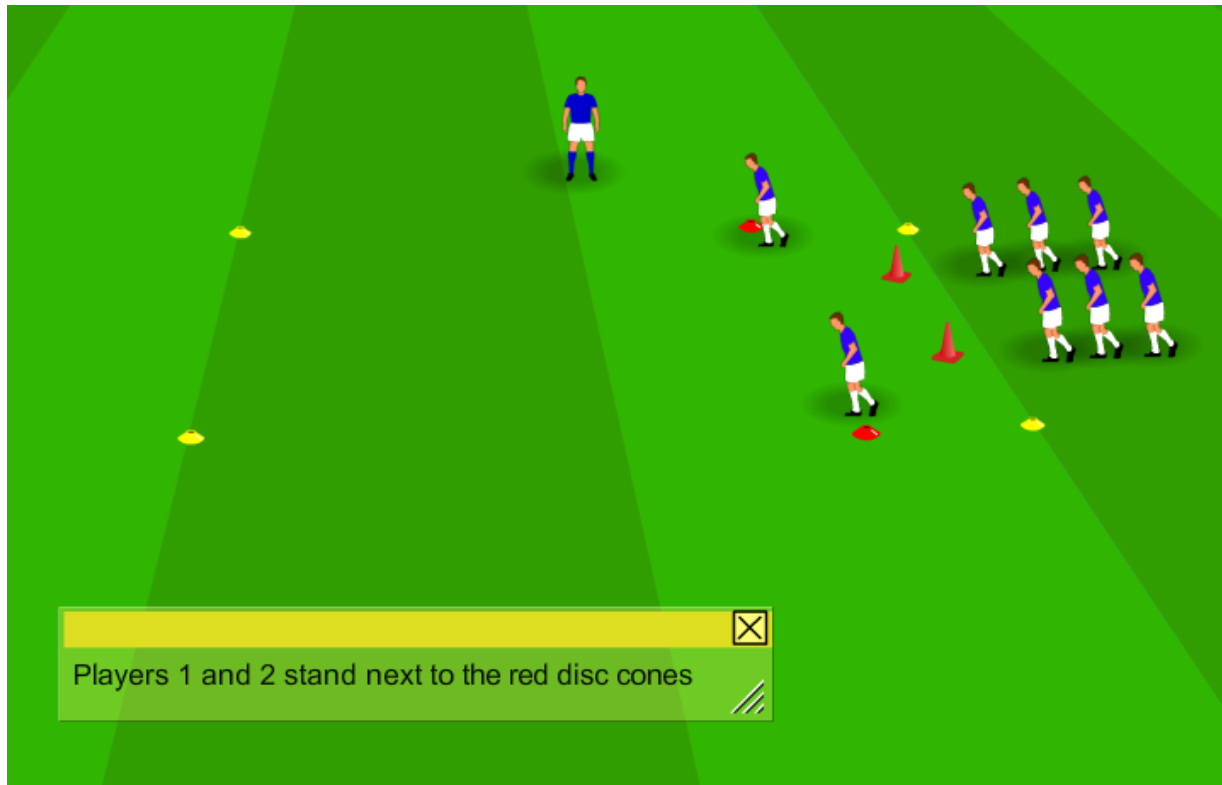 Players 1 and 2 stand next to the red disc cones